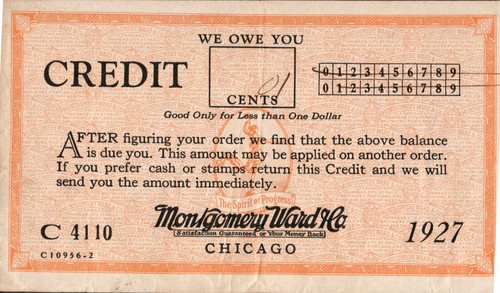 WE OWE YOU
CREDIT
01
CENTS
0 1 2 3 4 5 6 7 8 9
0 1 2 3 4 5 6 7 8 9
Good Only for Less than One Dollar
AFTER figuring your order we find that the above balance
is due you. This amount may be applied on another order.
If you prefer cash or stamps return this Credit and we will
send you the amount immediately.
The Spirit of Progress
Montgomery Ward & Co.
Satisfaction Guaranteed or Your Money Back
C 4110
CHICAGO
1927
C10956-2